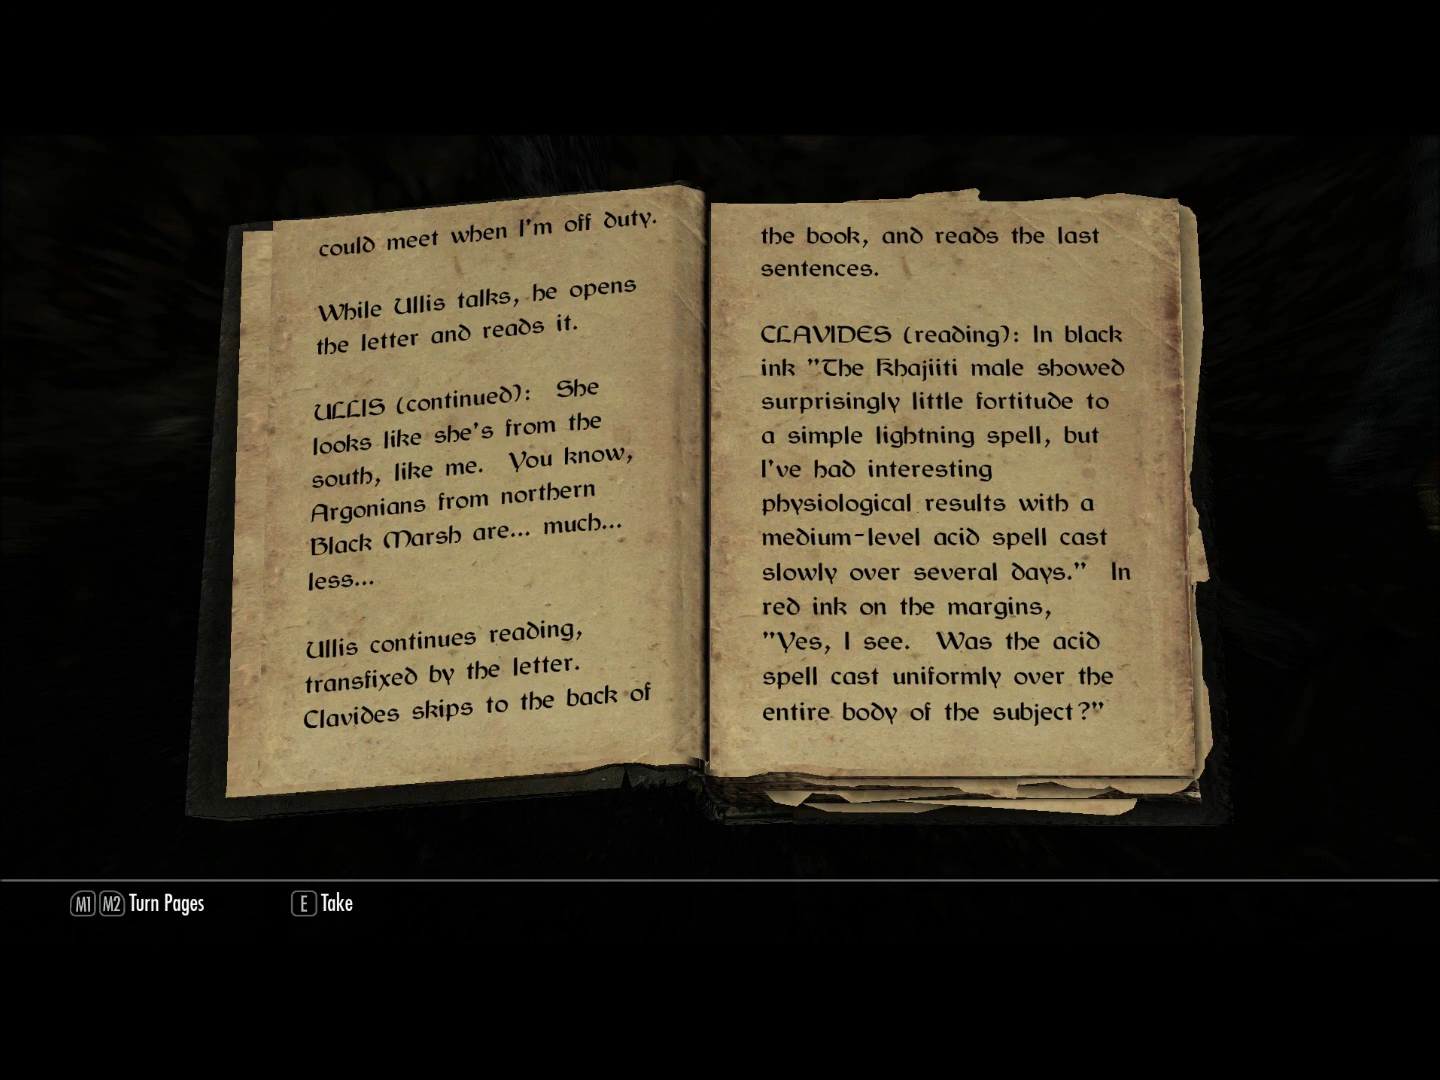 could meet when I'm off duty.
While Ullis talks, he opens
the letter and reads it.
ULLIS (continued):  She
looks like she's from the
south, like me.  You know,
Argonians from northern
Black Marsh are... much...
less...
Ullis continues reading,
transfixed by the letter.
Clavides skips to the back of
the book, and reads the last
sentences.
CLAVIDES (reading): In black
ink "The Khajiiti male showed
surprisingly little fortitude to
a simple lightning spell, but
I've had interesting
physiological results with a
medium-level acid spell cast
slowly over several days."  In
red ink on the margins,
"Yes, I see.  Was the acid
spell cast uniformly over the
entire body of the subject?"
M1 M2 Turn Pages
E Take